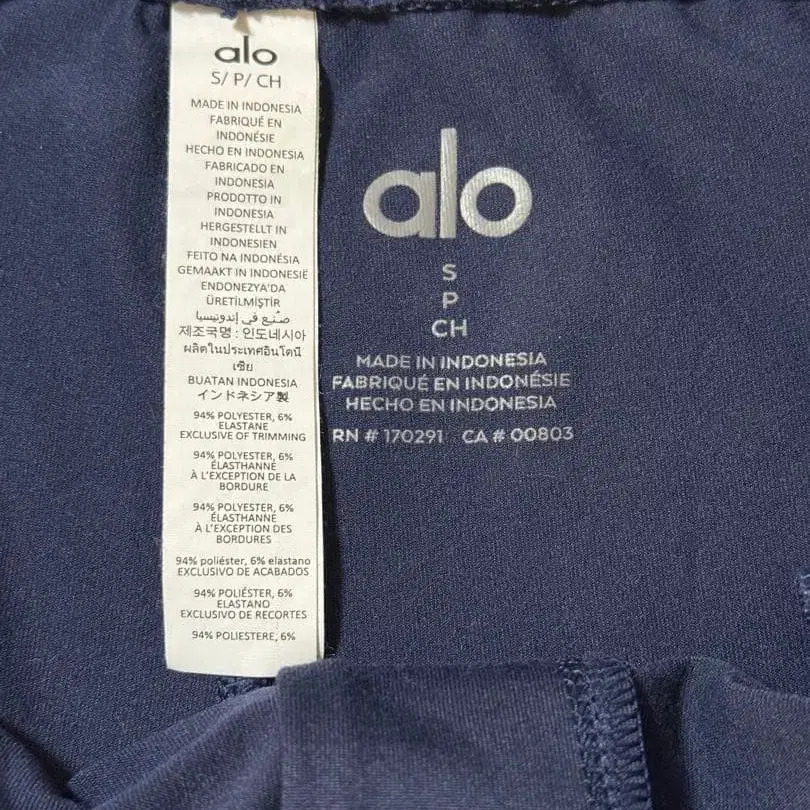 alo
S/ P/ CH
MADE IN INDONESIA
FABRIQUÉ EN
INDONÉSIE
HECHO EN INDONESIA
FABRICADO EN
INDONESIA
PRODOTTO IN
INDONESIA
HERGESTELLT IN
INDONESIEN
FEITO NA INDONÉSIA
GEMAAKT IN INDONESIË
ENDONEZYA'DA
ÜRETİLMİŞTİR
صُنِع في إندونيسيا
제조국명 : 인도네시아
ผลิตในประเทศอินโดนี
เซีย
BUATAN INDONESIA
インドネシア製
94% POLYESTER, 6%
ELASTANE
EXCLUSIVE OF TRIMMING
94% POLYESTER, 6%
ÉLASTHANNE
À L'EXCEPTION DE LA
BORDURE
94% POLYESTER, 6%
ÉLASTHANNE
À L'EXCEPTION DES
BORDURES
94% poliéster, 6% elastano
EXCLUSIVO DE ACABADOS
94% POLIÉSTER, 6%
ELASTANO
EXCLUSIVO DE RECORTES
94% POLIESTERE, 6%
alo
S
P
CH
MADE IN INDONESIA
FABRIQUÉ EN INDONÉSIE
HECHO EN INDONESIA
RN # 170291 CA # 00803